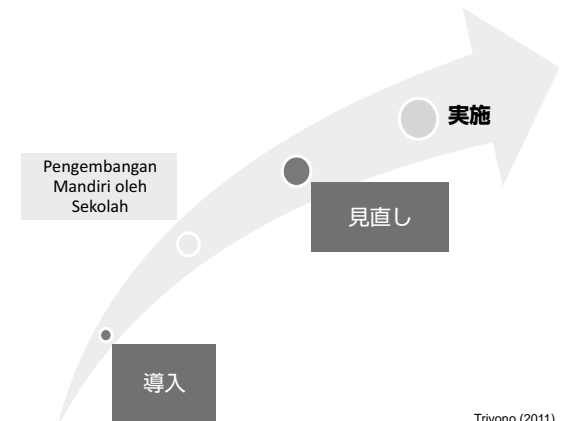 実施
Pengembangan
Mandiri oleh
Sekolah
見直し
導入
Triyono (2011)